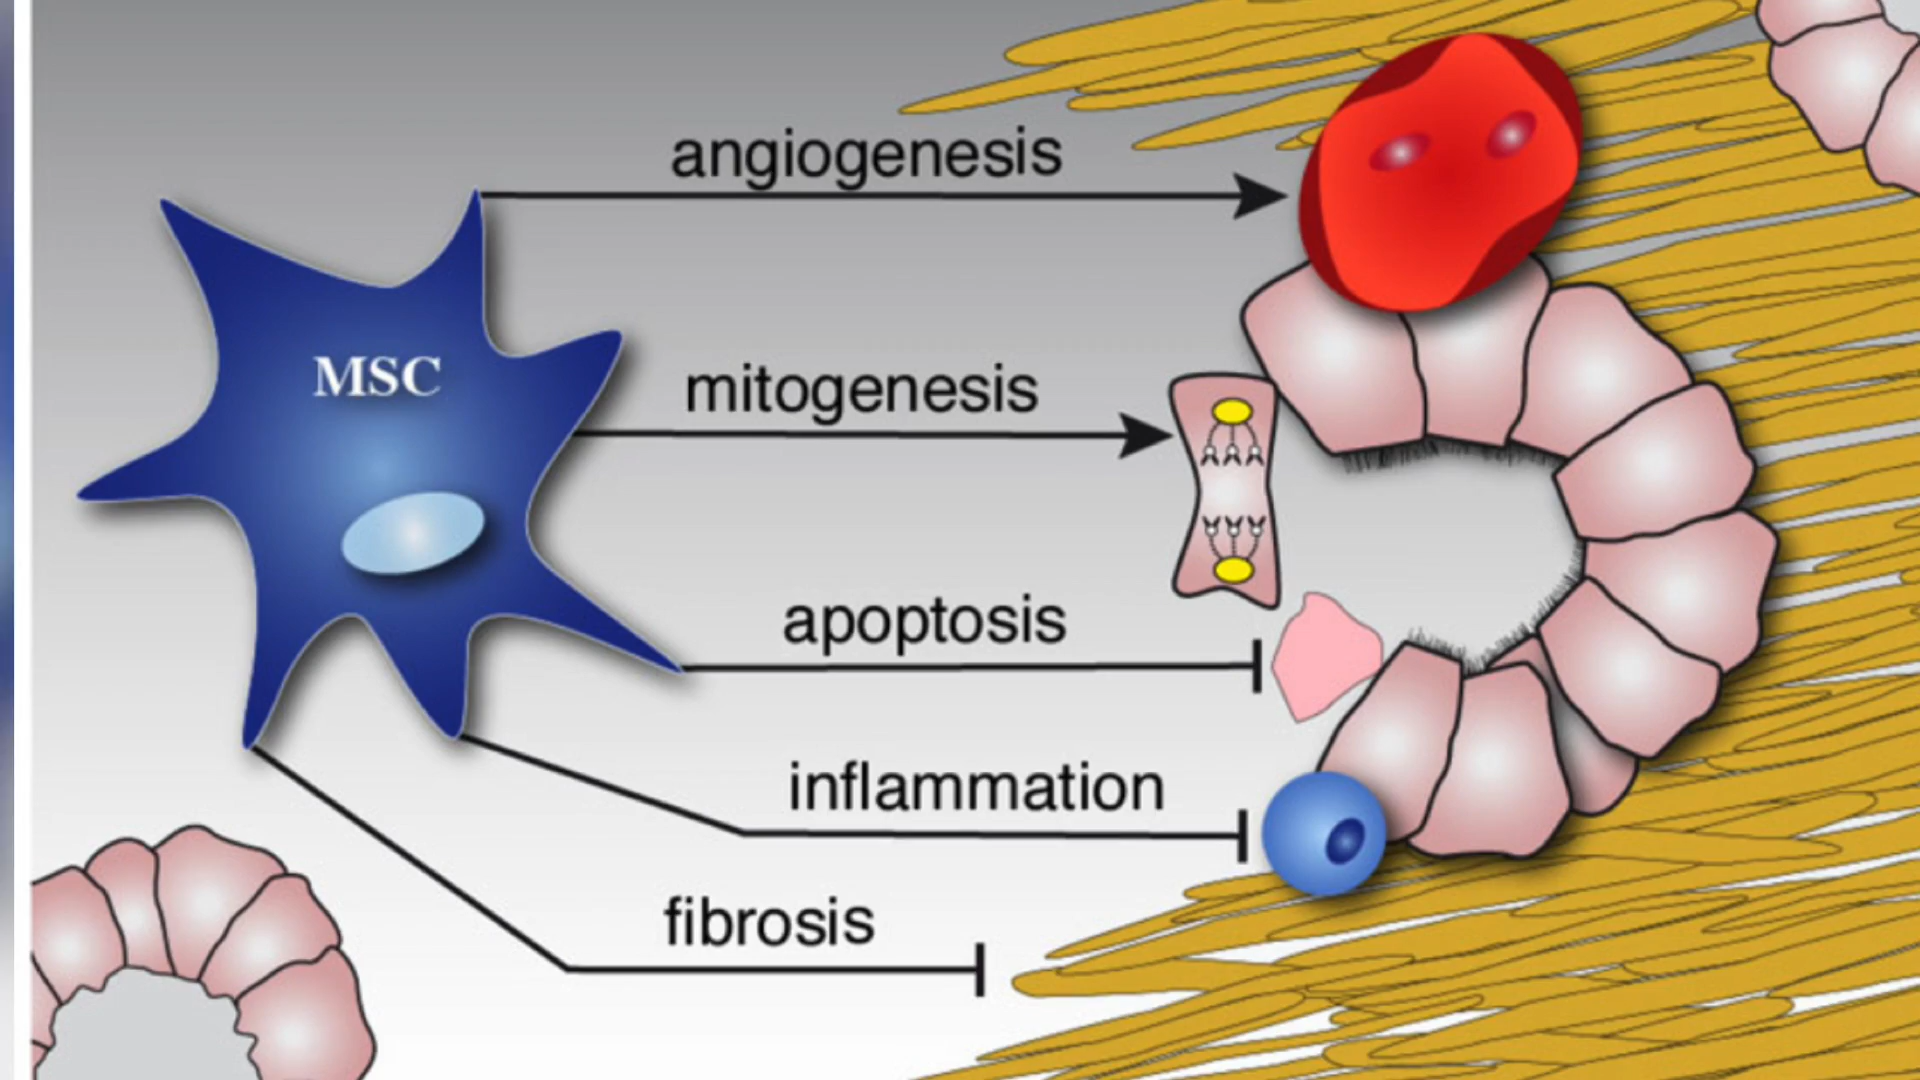 angiogenesis
MSC
mitogenesis
apoptosis
inflammation
fibrosis